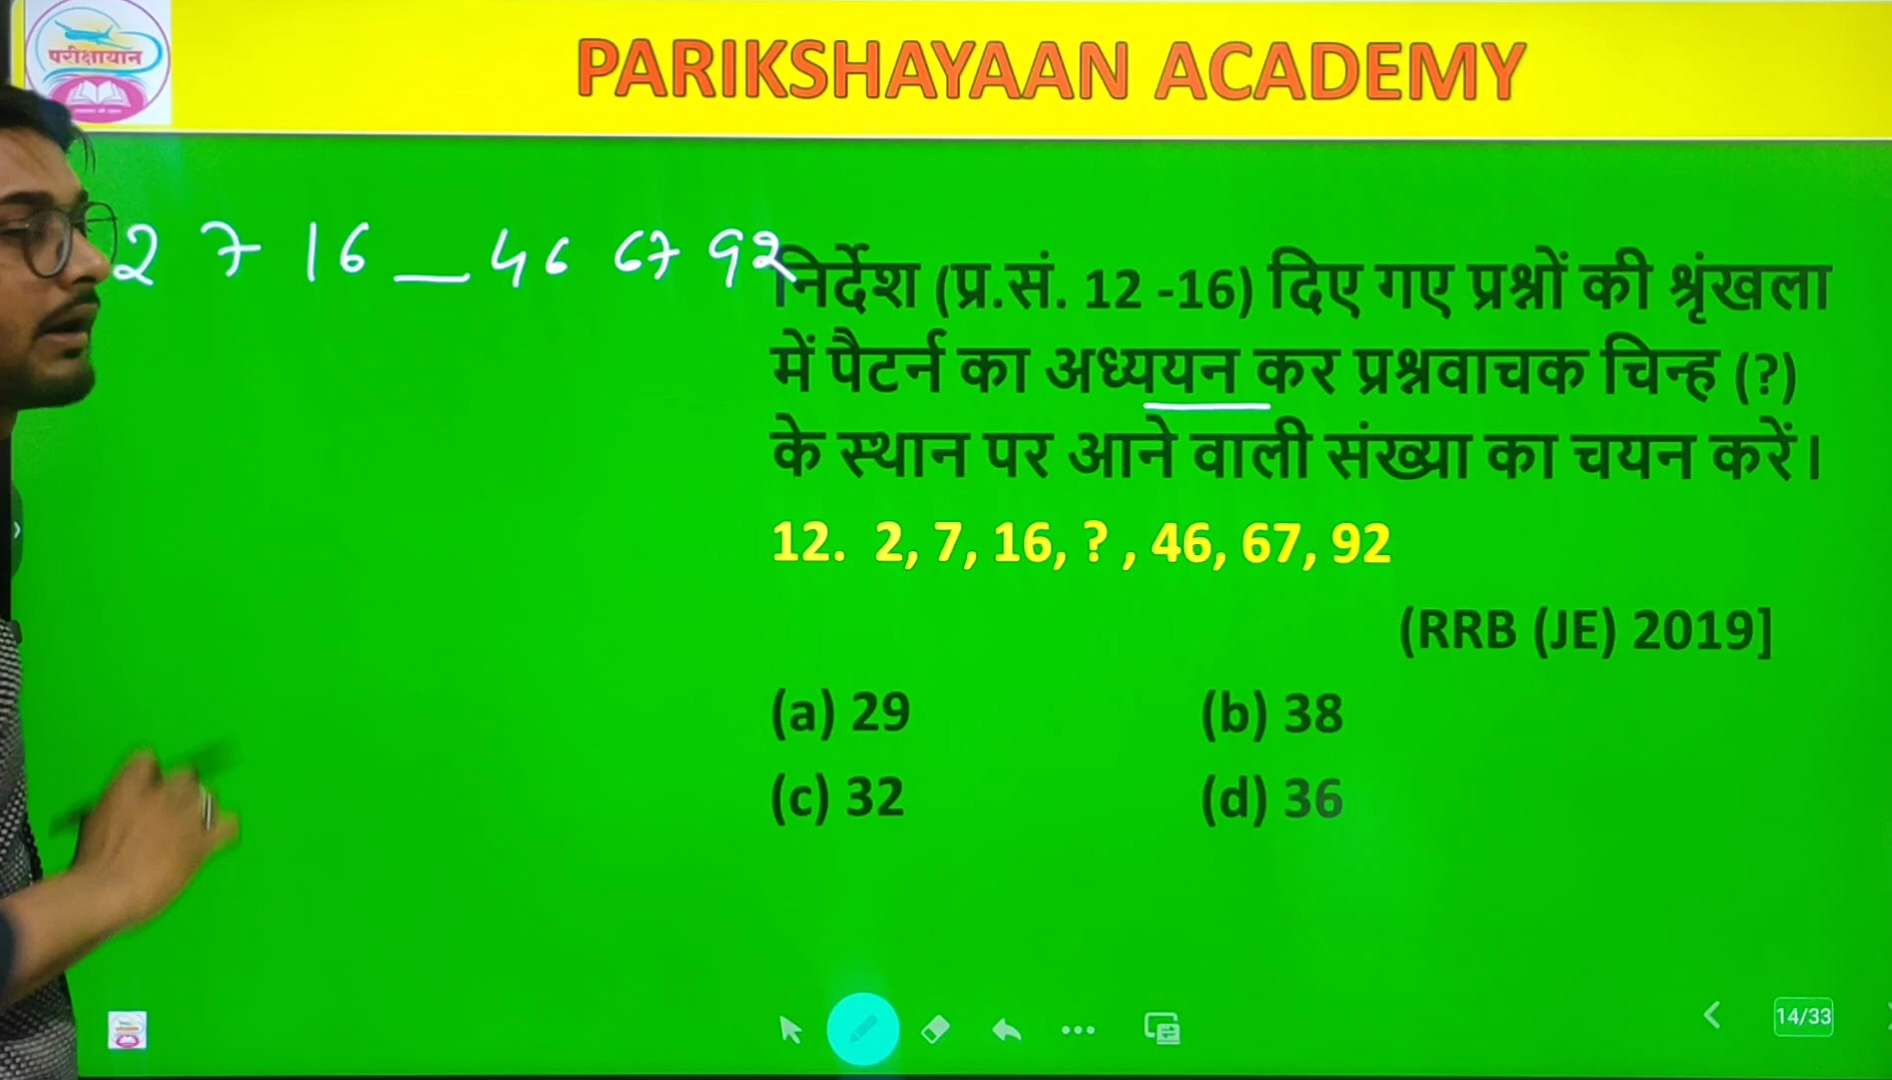 परीक्षायान
PARIKSHAYAAN ACADEMY
2 7 16 _ 46 67 92
निर्देश (प्र.सं. 12 -16) दिए गए प्रश्नों की श्रृंखला
में पैटर्न का अध्ययन कर प्रश्नवाचक चिन्ह (?)
के स्थान पर आने वाली संख्या का चयन करें।
12. 2, 7, 16, ? , 46, 67, 92
(RRB (JE) 2019]
(a) 29 (b) 38
(c) 32 (d) 36
14/33